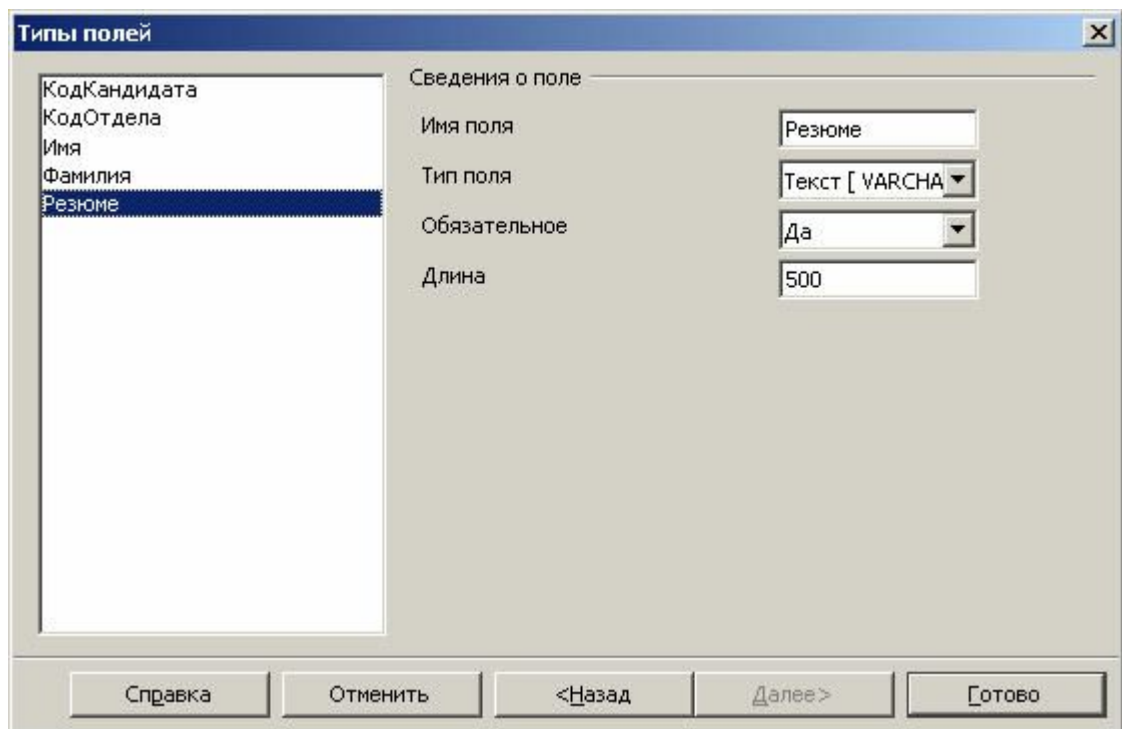 Типы полей
КодКандидата
КодОтдела
Имя
Фамилия
Резюме
Сведения о поле
Имя поля Резюме
Тип поля Текст [ VARCHA
Обязательное Да
Длина 500
Справка Отменить <Назад Далее> Готово